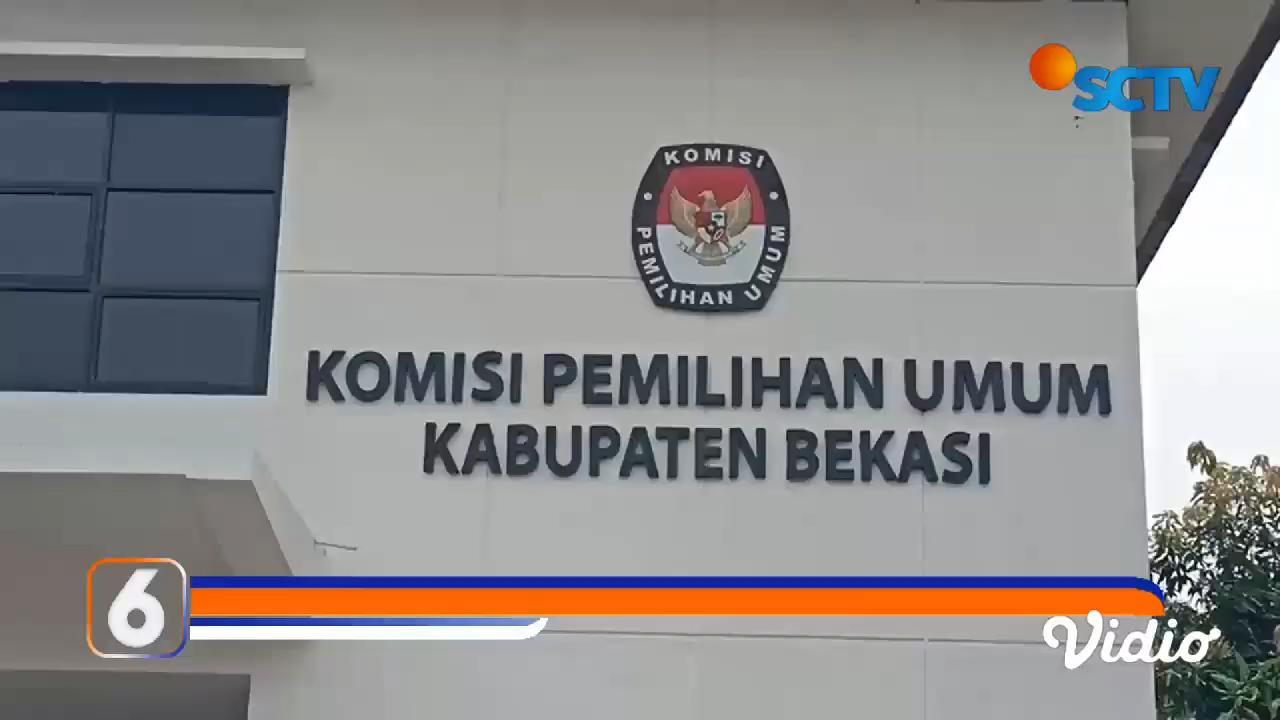 SCTV
KOMISI
PEMILIHAN UMUM
KOMISI PEMILIHAN UMUM
KABUPATEN BEKASI
6
Vidio